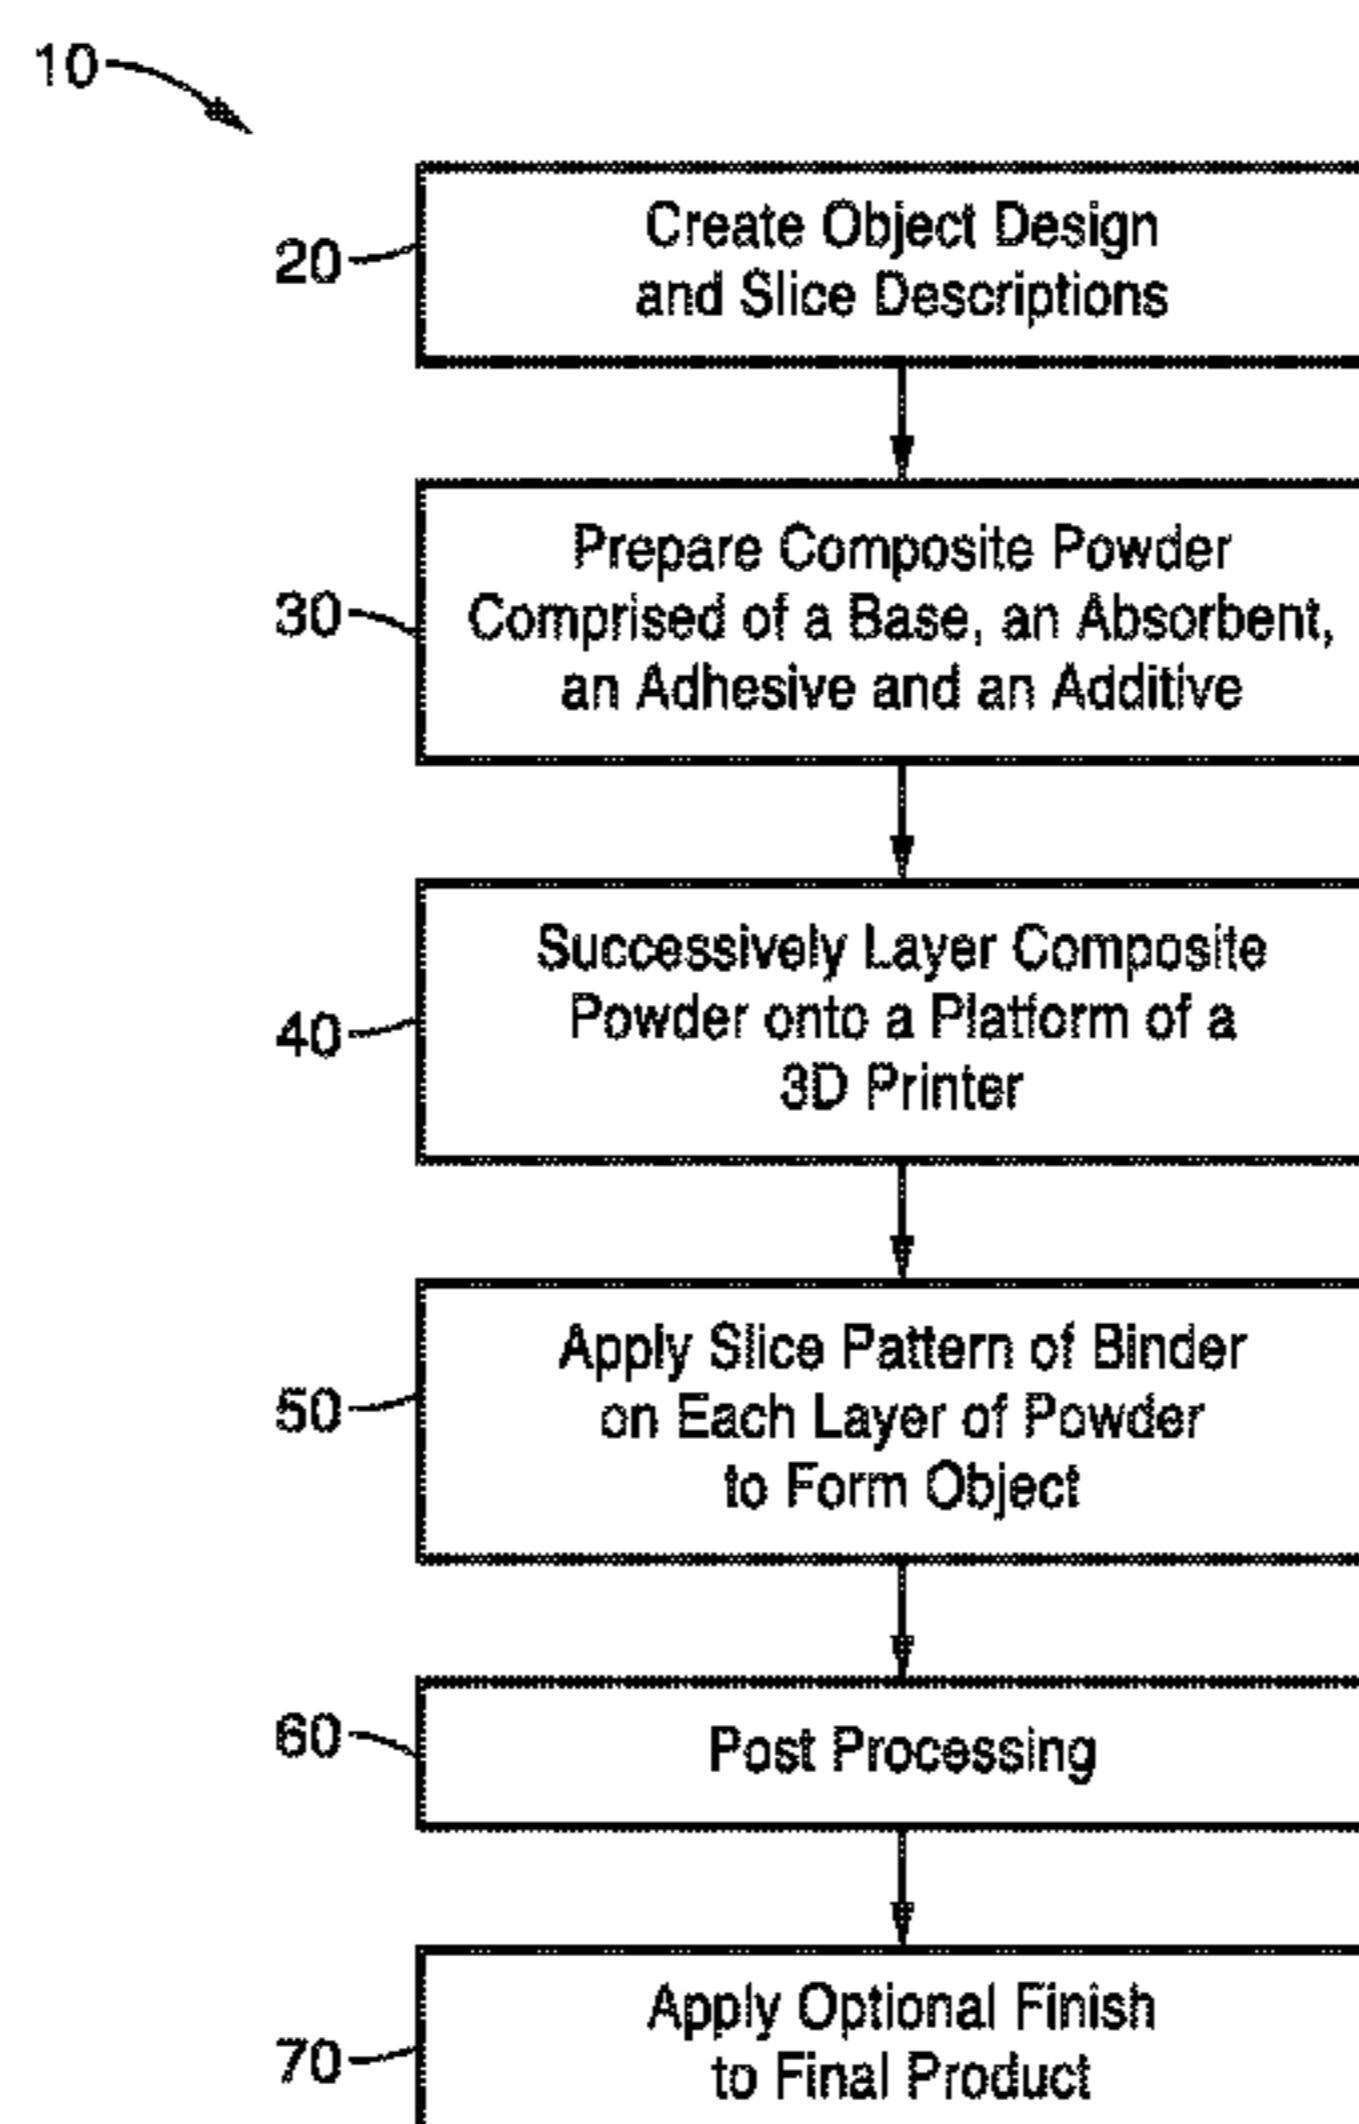 10
20
Create Object Design
and Slice Descriptions
30
Prepare Composite Powder
Comprised of a Base, an Absorbent,
an Adhesive and an Additive
40
Successively Layer Composite
Powder onto a Platform of a
3D Printer
50
Apply Slice Pattern of Binder
on Each Layer of Powder
to Form Object
60
Post Processing
70
Apply Optional Finish
to Final Product